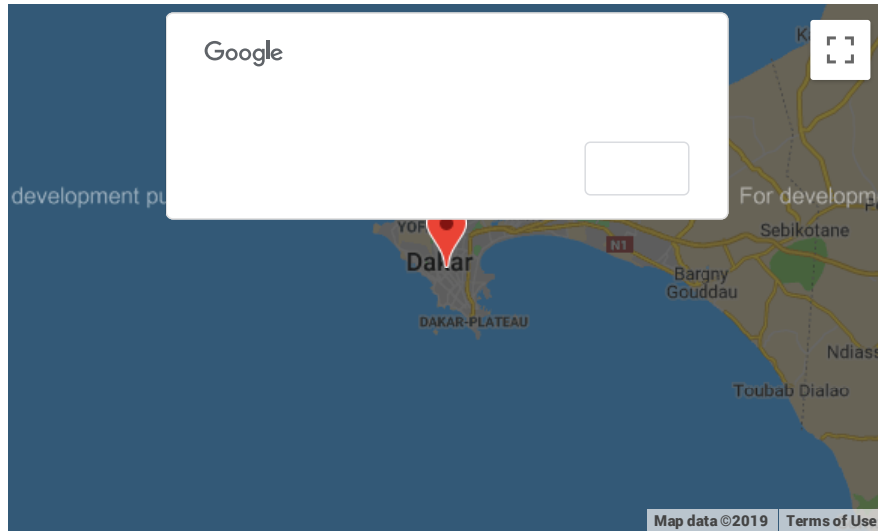 Google
development pu
For developm
YOF
Sebikotane
N1
Dakar
Bargny
Gouddau
DAKAR-PLATEAU
Ndiass
Toubab Dialao
Map data ©2019
Terms of Use